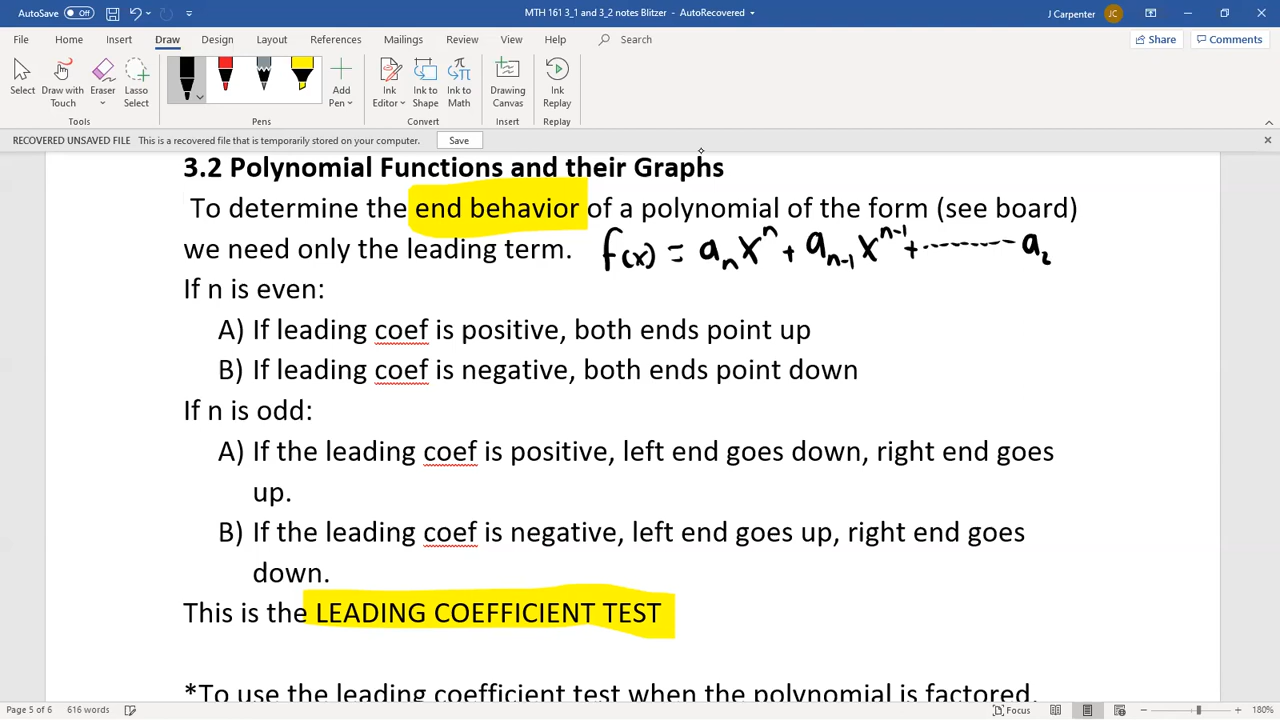 AutoSave Off MTH 161 3_1 and 3_2 notes Blitzer - AutoRecovered J Carpenter JC
File Home Insert Draw Design Layout References Mailings Review View Help Search Share Comments
Select Draw with Touch Eraser Lasso Select Add Pen Ink Editor Ink to Shape Ink to Math Drawing Canvas Ink Replay
Tools Pens Convert Insert Replay
RECOVERED UNSAVED FILE This is a recovered file that is temporarily stored on your computer. Save
3.2 Polynomial Functions and their Graphs
To determine the end behavior of a polynomial of the form (see board)
we need only the leading term. f(x) = aₙxⁿ + aₙ₋₁xⁿ⁻¹ + --------- a₂
If n is even:
A) If leading coef is positive, both ends point up
B) If leading coef is negative, both ends point down
If n is odd:
A) If the leading coef is positive, left end goes down, right end goes
up.
B) If the leading coef is negative, left end goes up, right end goes
down.
This is the LEADING COEFFICIENT TEST
*To use the leading coefficient test when the polynomial is factored,
Page 5 of 6 616 words Focus 180%